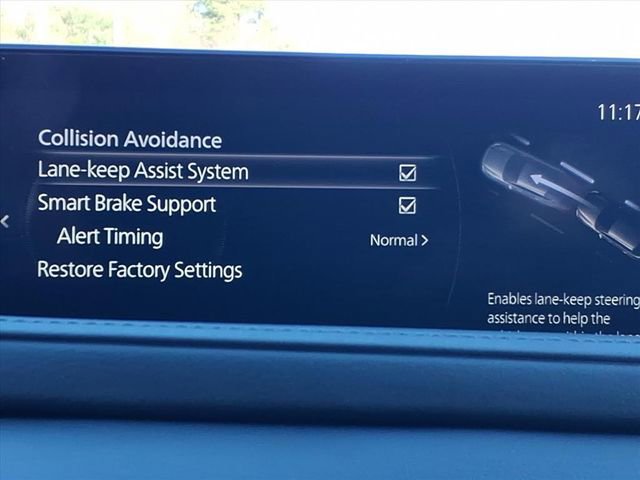 11:17
Collision Avoidance
Lane-keep Assist System
Smart Brake Support
Alert Timing
Normal >
Restore Factory Settings
Enables lane-keep steering
assistance to help the